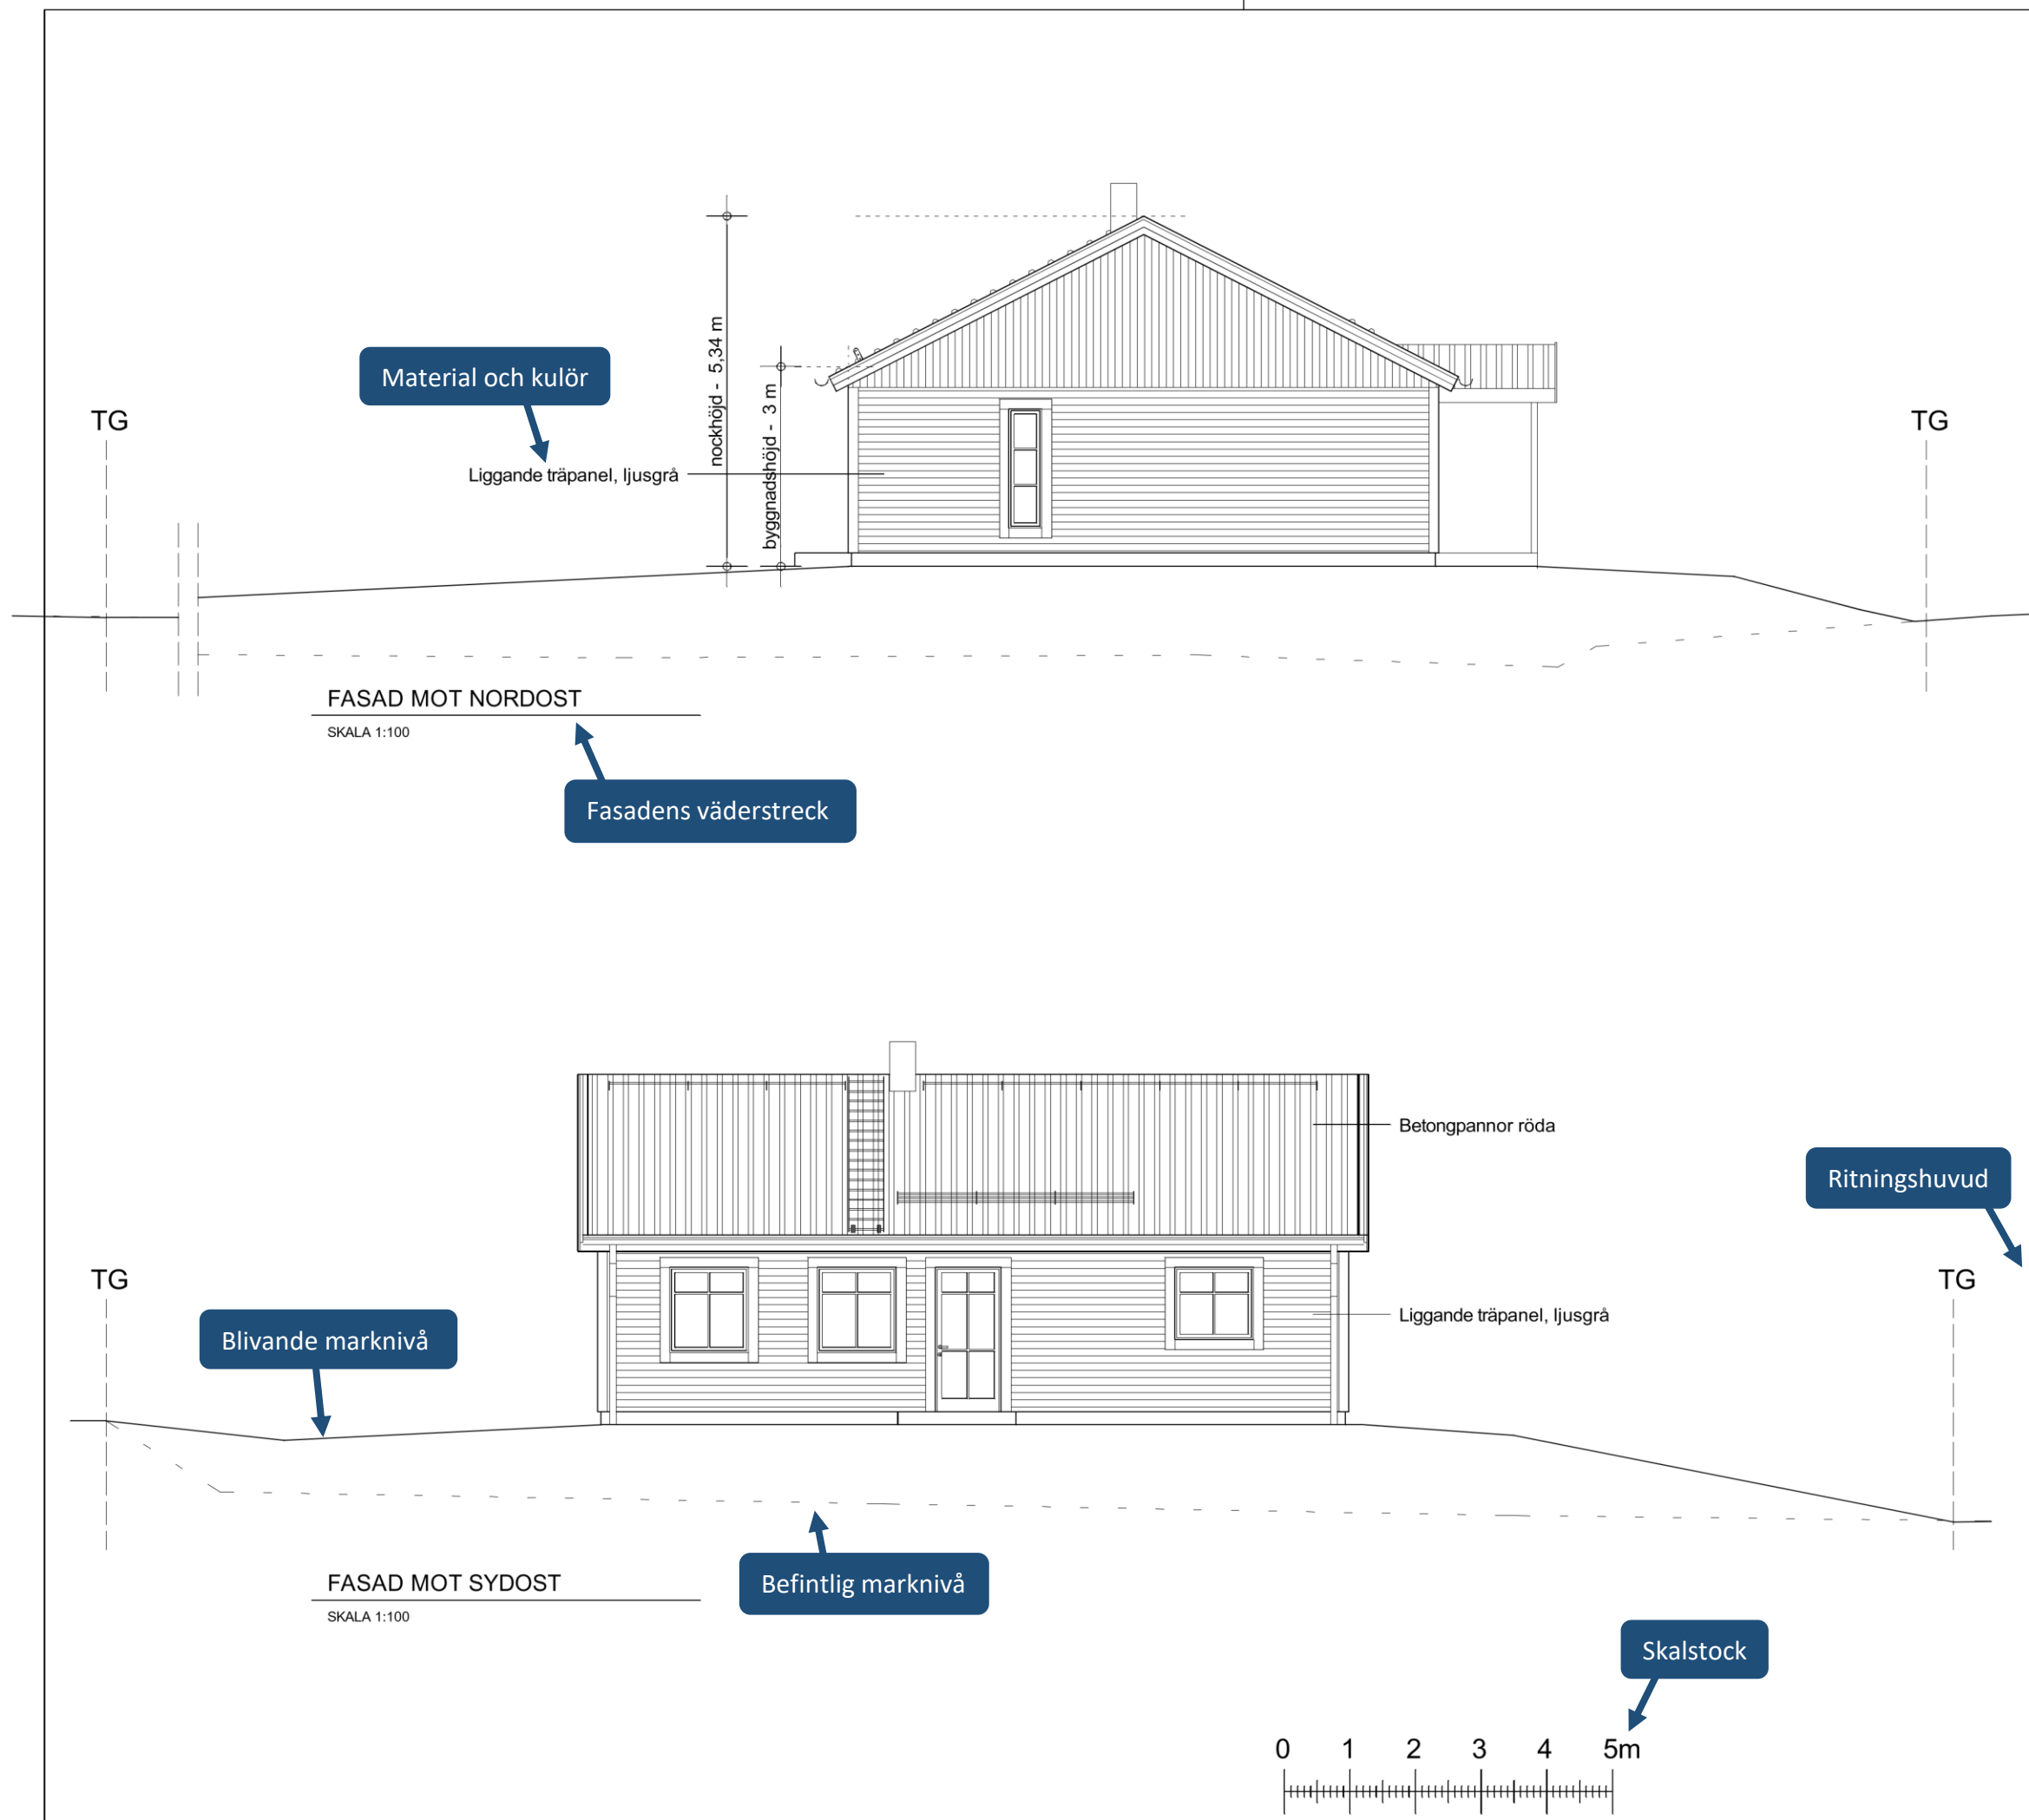 nockhöjd - 5,34 m
byggnadshöjd - 3 m
Material och kulör
TG
TG
Liggande träpanel, ljusgrå
FASAD MOT NORDOST
SKALA 1:100
Fasadens väderstreck
Betongpannor röda
Ritningshuvud
TG
TG
Liggande träpanel, ljusgrå
Blivande marknivå
FASAD MOT SYDOST
SKALA 1:100
Befintlig marknivå
Skalstock
0 1 2 3 4 5m